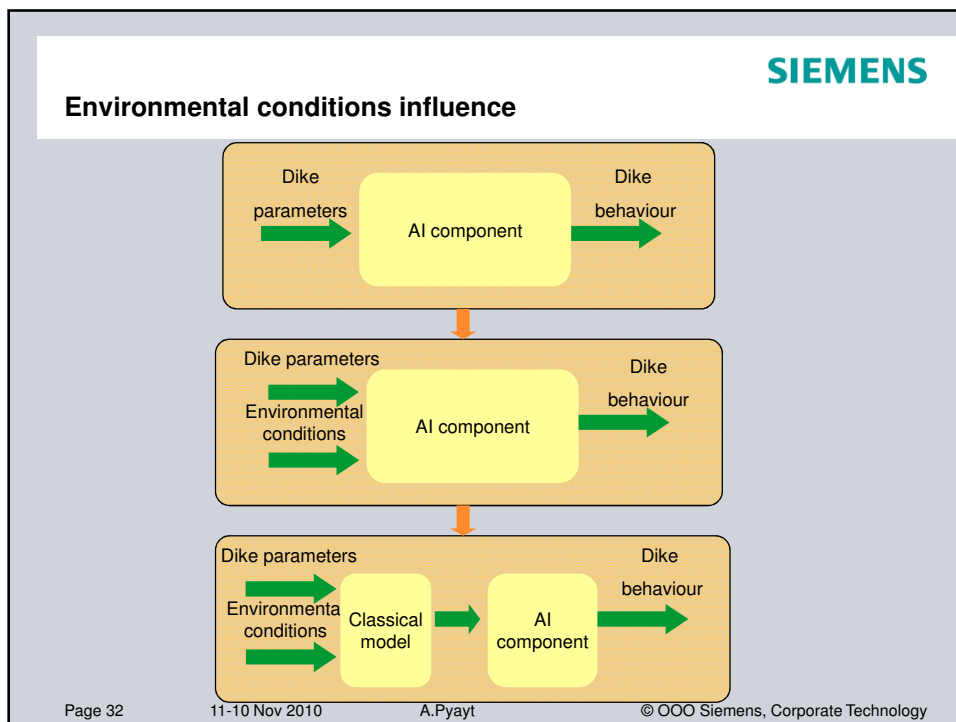 SIEMENS
Environmental conditions influence
Dike
parameters
AI component
Dike
behaviour
Dike parameters
Environmental
conditions
AI component
Dike
behaviour
Dike parameters
Environmenta
conditions
Classical
model
AI
component
Dike
behaviour
Page 32 11-10 Nov 2010 A.Pyayt © OOO Siemens, Corporate Technology